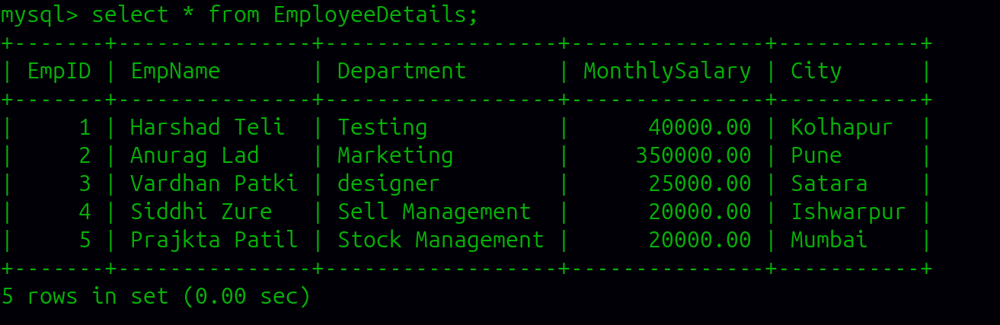 mysql> select * from EmployeeDetails;
+-------+---------------+------------------+---------------+-----------+
| EmpID | EmpName       | Department       | MonthlySalary | City      |
+-------+---------------+------------------+---------------+-----------+
|     1 | Harshad Teli  | Testing          |      40000.00 | Kolhapur  |
|     2 | Anurag Lad    | Marketing        |     350000.00 | Pune      |
|     3 | Vardhan Patki | designer         |      25000.00 | Satara    |
|     4 | Siddhi Zure   | Sell Management  |      20000.00 | Ishwarpur |
|     5 | Prajkta Patil | Stock Management |      20000.00 | Mumbai    |
+-------+---------------+------------------+---------------+-----------+
5 rows in set (0.00 sec)